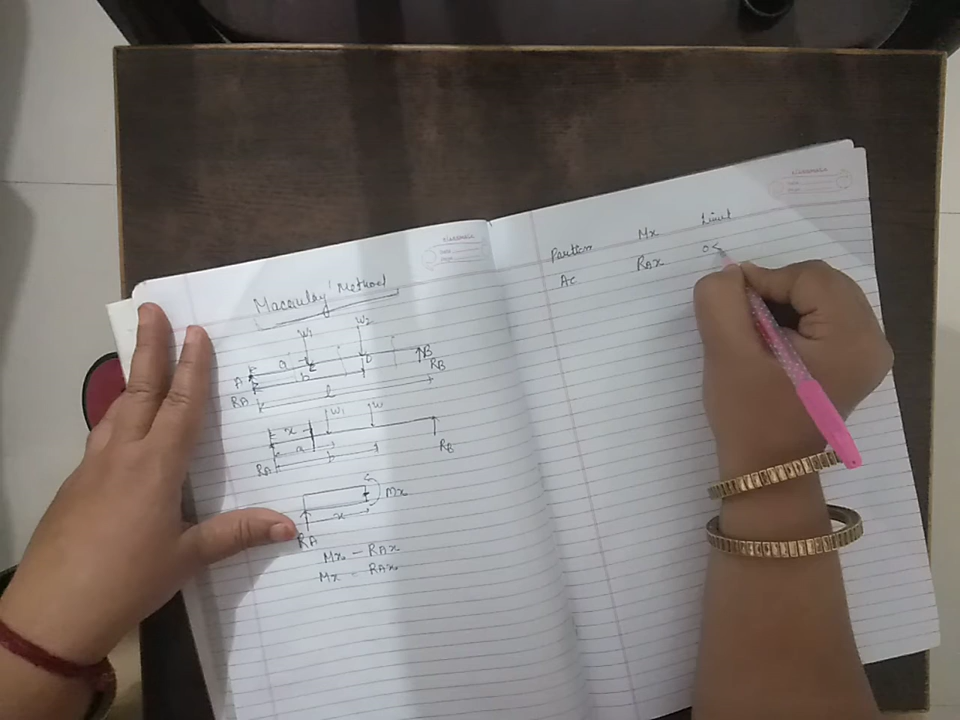 Macaulay' Method
W1 W2
a C D B
A b RB
RA l
x W1 W
a
RA b RB
Mx
x
RA
Mx - RAx
Mx = RAx
Portion Mx Limit
AC RAx 0<